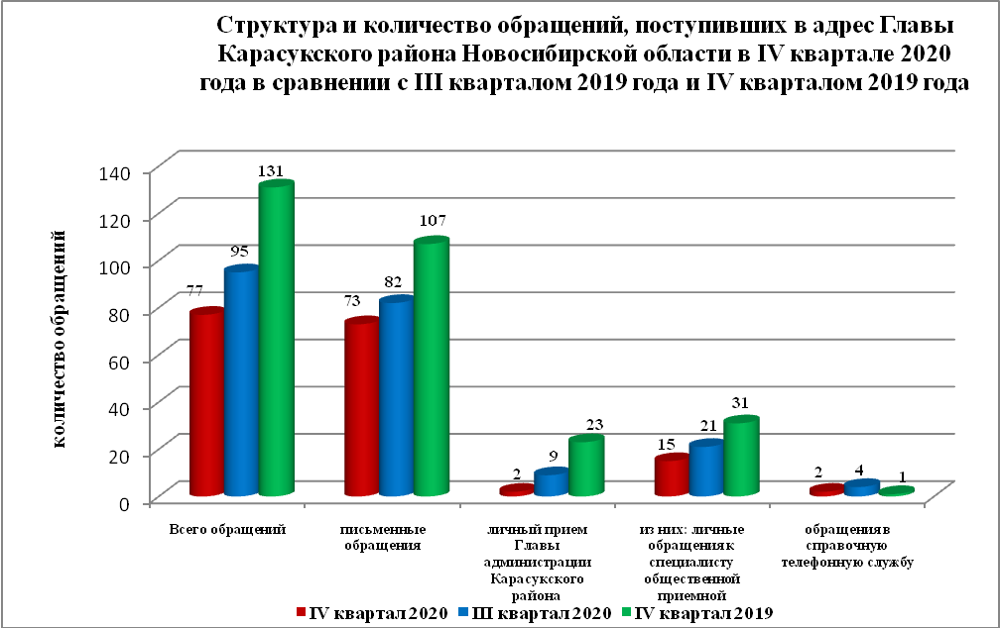 Структура и количество обращений, поступивших в адрес Главы
Карасукского района Новосибирской области в IV квартале 2020
года в сравнении с III кварталом 2019 года и IV кварталом 2019 года
количество обращений
140
120
100
80
60
40
20
0
77
95
131
73
82
107
2
9
23
15
21
31
2
4
1
Всего обращений
письменные
обращения
личный прием
Главы
администрации
Карасукского
района
из них: личные
обращения к
специалисту
общественной
приемной
обращения в
справочную
телефонную службу
IV квартал 2020
III квартал 2020
IV квартал 2019